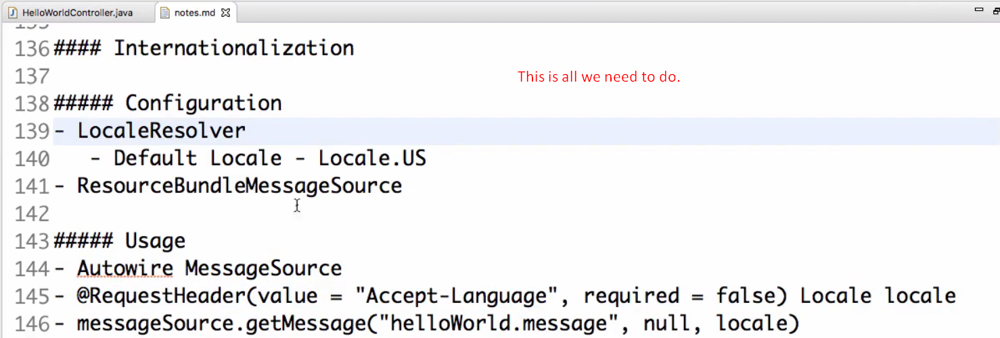 HelloWorldController.java
notes.md
136 #### Internationalization
137
This is all we need to do.
138 ##### Configuration
139 - LocaleResolver
140 - Default Locale - Locale.US
141 - ResourceBundleMessageSource
142
143 ##### Usage
144 - Autowire MessageSource
145 - @RequestHeader(value = "Accept-Language", required = false) Locale locale
146 - messageSource.getMessage("helloWorld.message", null, locale)